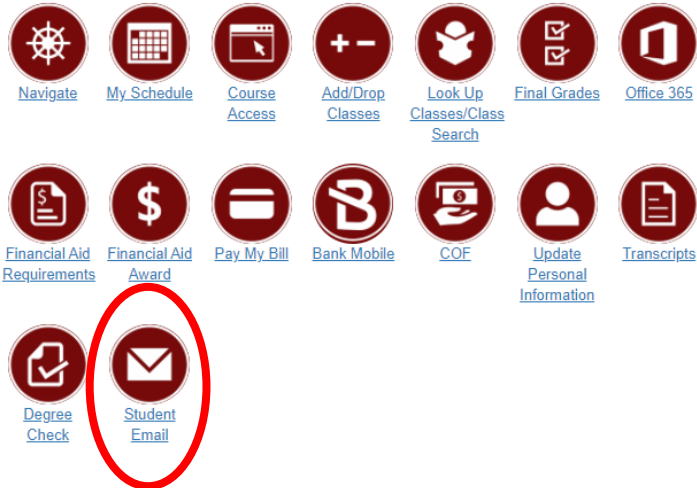 Navigate
My Schedule
Course
Access
Add/Drop
Classes
Look Up
Classes/Class
Search
Final Grades
Office 365
Financial Aid
Requirements
Financial Aid
Award
Pay My Bill
Bank Mobile
COF
Update
Personal
Information
Transcripts
Degree
Check
Student
Email